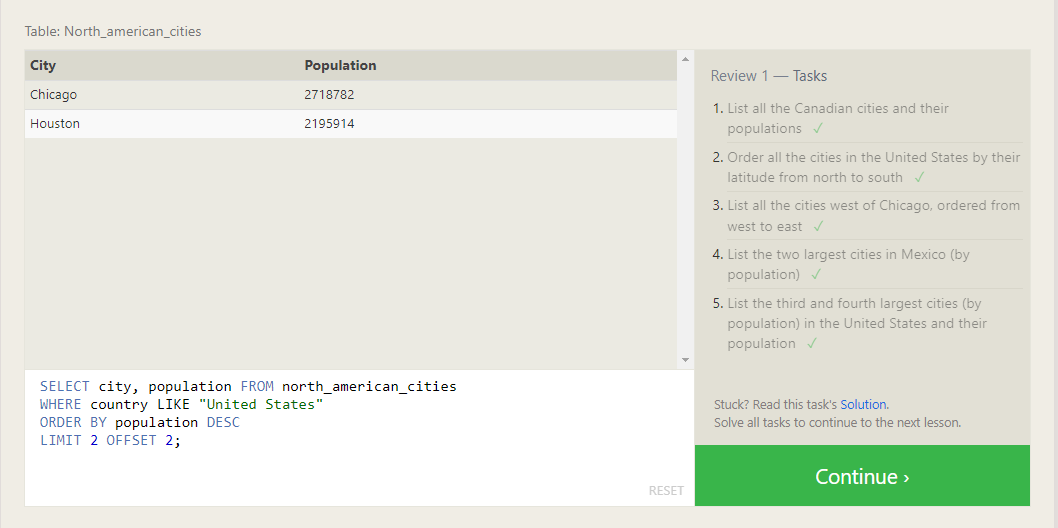 Table: North_american_cities
City Population
Chicago 2718782
Houston 2195914
SELECT city, population FROM north_american_cities
WHERE country LIKE "United States"
ORDER BY population DESC
LIMIT 2 OFFSET 2;
RESET
Review 1 — Tasks
1. List all the Canadian cities and their
populations ✓
2. Order all the cities in the United States by their
latitude from north to south ✓
3. List all the cities west of Chicago, ordered from
west to east ✓
4. List the two largest cities in Mexico (by
population) ✓
5. List the third and fourth largest cities (by
population) in the United States and their
population ✓
Stuck? Read this task's Solution.
Solve all tasks to continue to the next lesson.
Continue ›